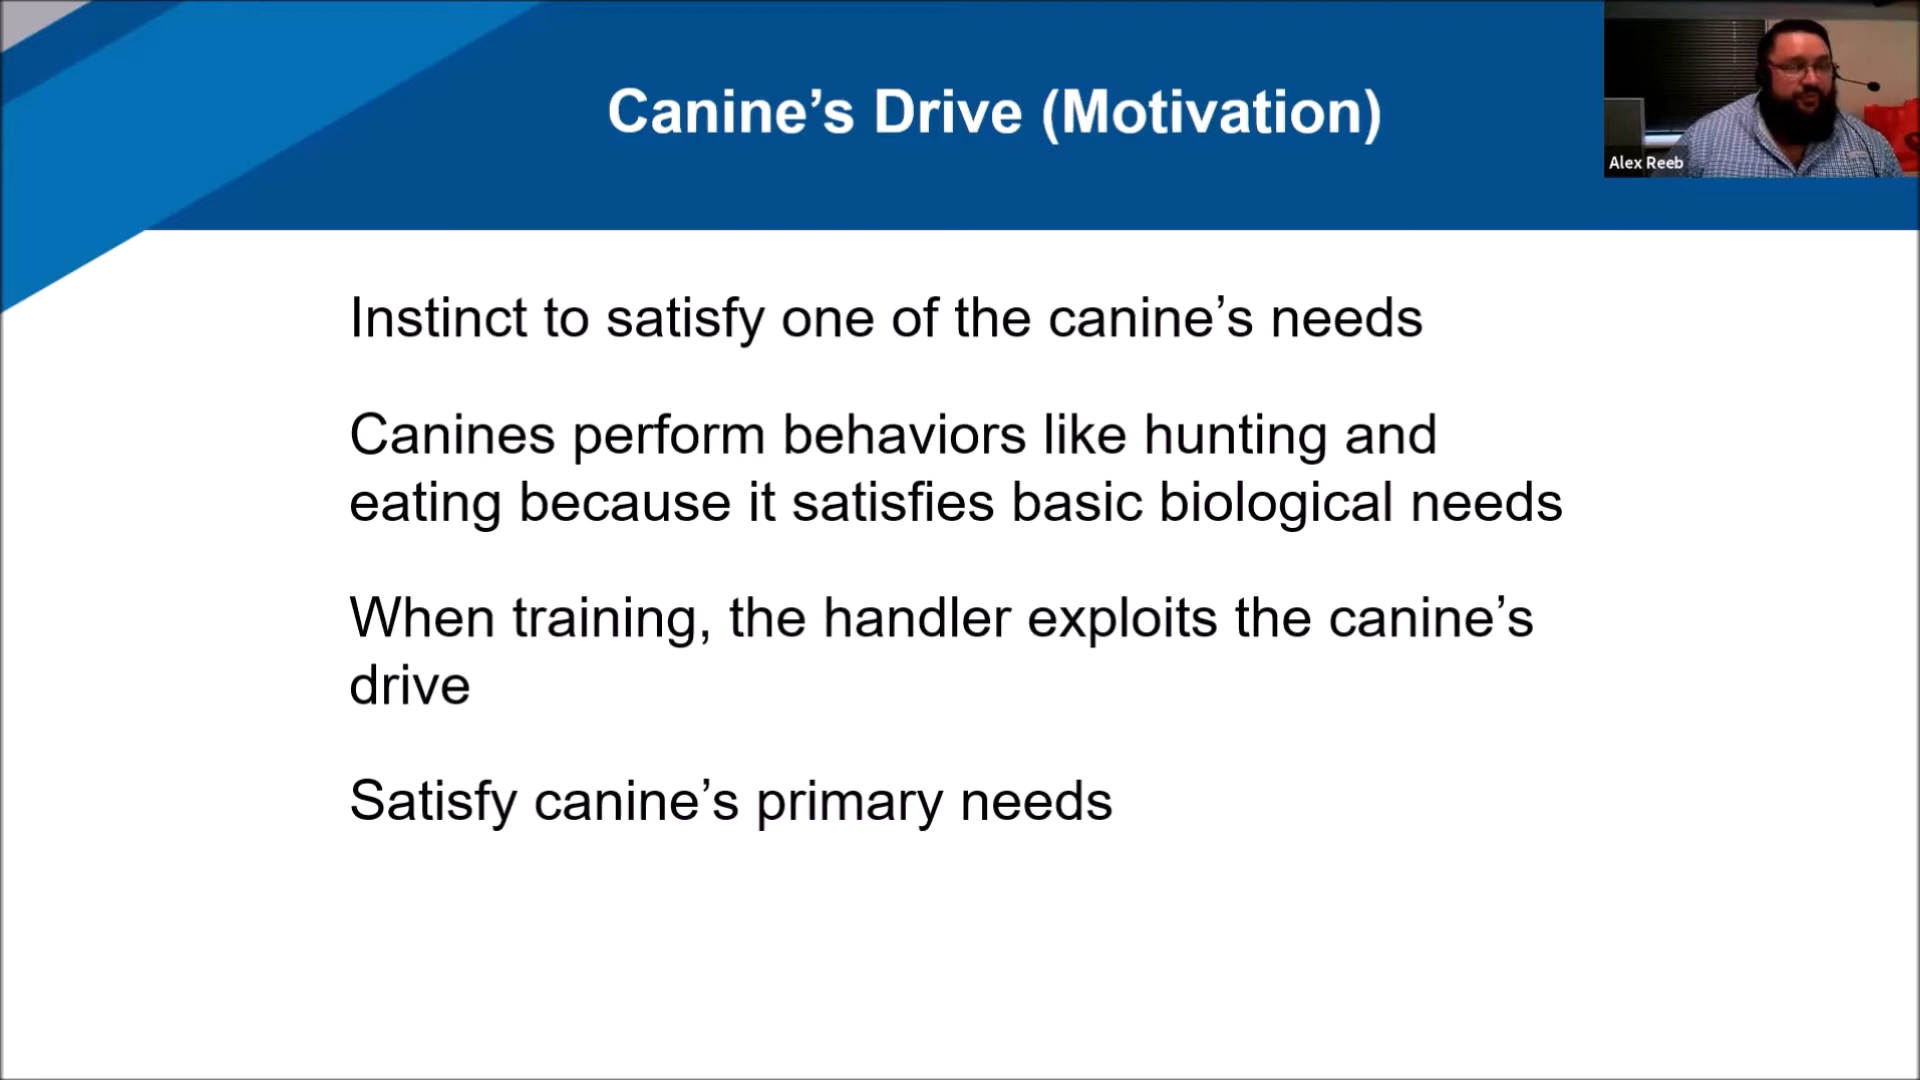 Canine’s Drive (Motivation)
Alex Reeb
Instinct to satisfy one of the canine’s needs
Canines perform behaviors like hunting and
eating because it satisfies basic biological needs
When training, the handler exploits the canine’s
drive
Satisfy canine’s primary needs